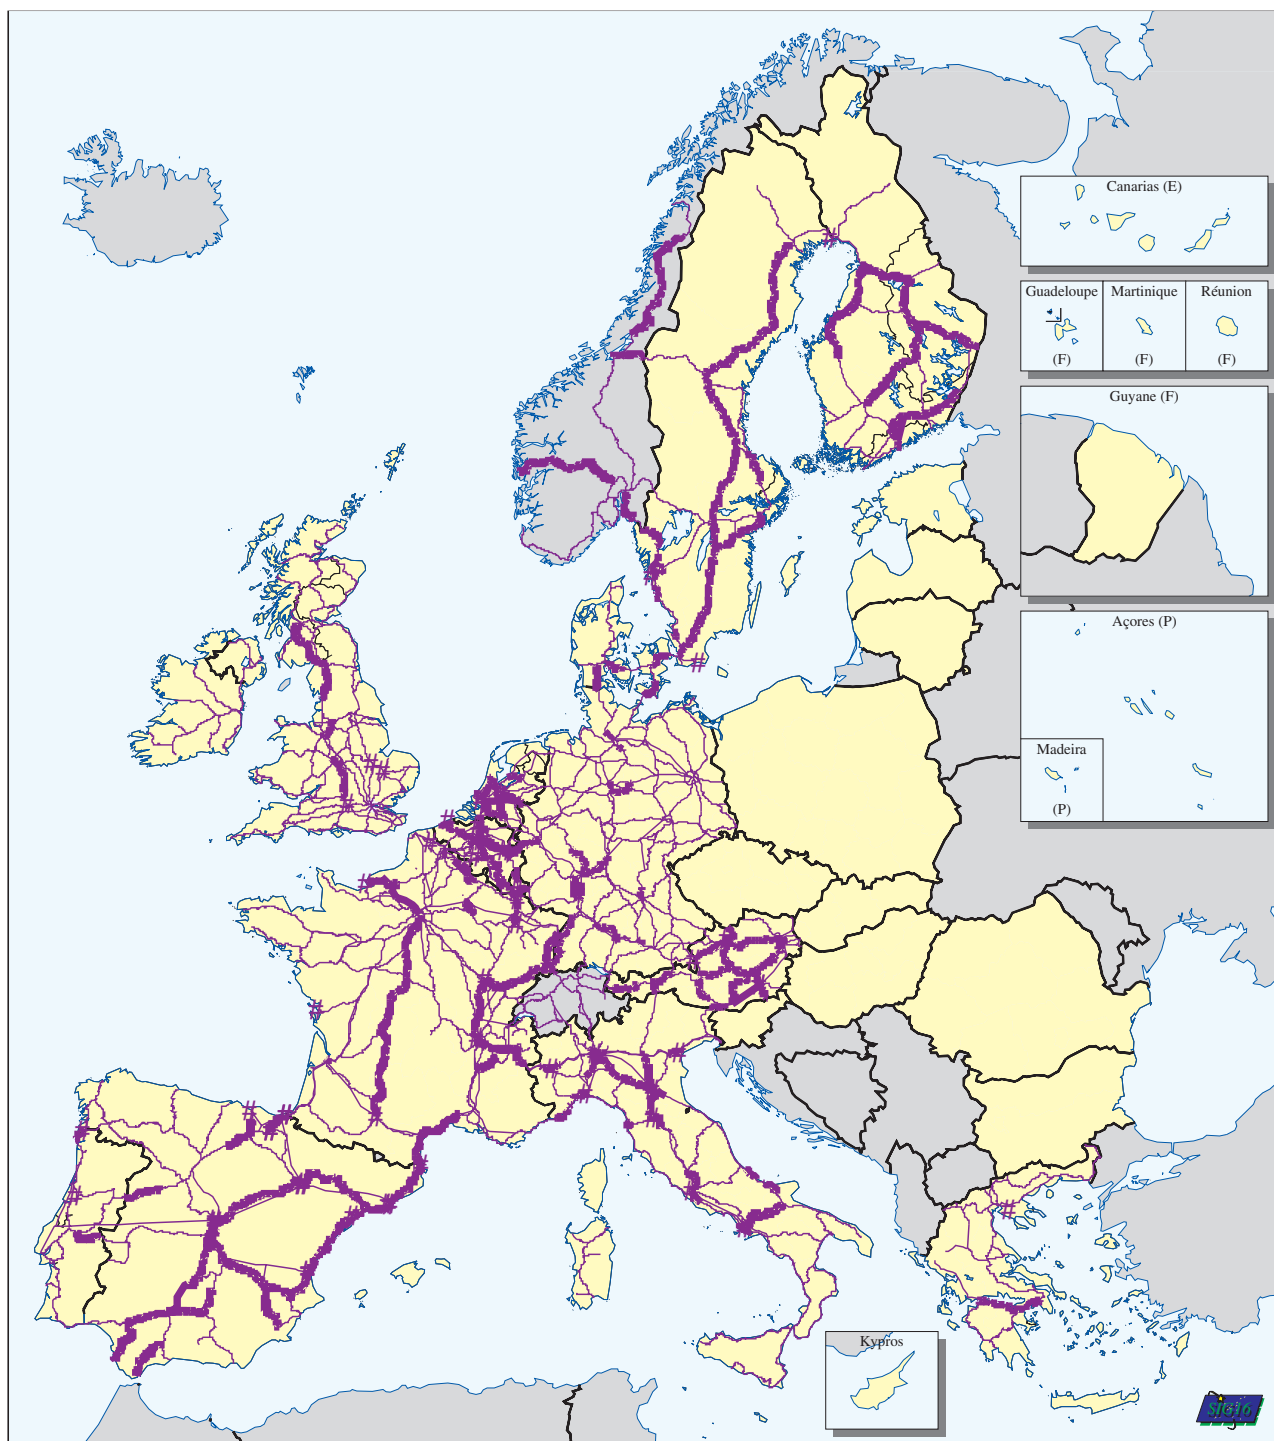 Canarias (E)
Guadeloupe Martinique Réunion
(F) (F) (F)
Guyane (F)
Açores (P)
Madeira
(P)
Kypros
SIG16